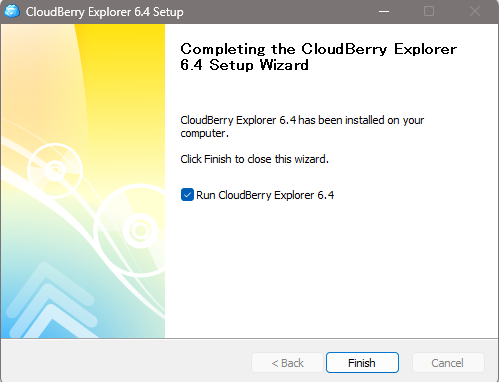 CloudBerry Explorer 6.4 Setup
Completing the CloudBerry Explorer
6.4 Setup Wizard
CloudBerry Explorer 6.4 has been installed on your
computer.
Click Finish to close this wizard.
Run CloudBerry Explorer 6.4
< Back
Finish
Cancel